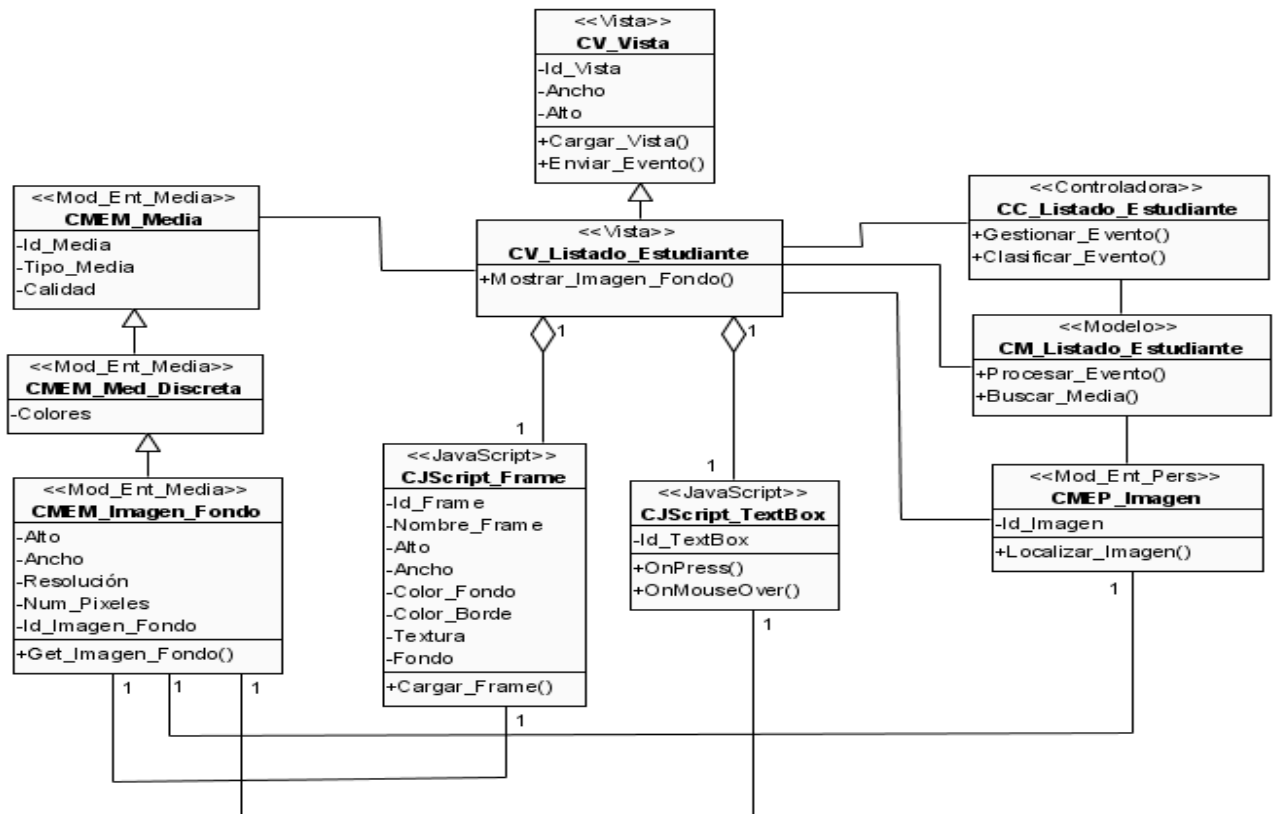 <<Vista>>
CV_Vista
-Id_Vista
-Ancho
-Alto
+Cargar_Vista()
+Enviar_Evento()
<<Mod_Ent_Media>>
CMEM_Media
-Id_Media
-Tipo_Media
-Calidad
<<Vista>>
CV_Listado_Estudiante
+Mostrar_Imagen_Fondo()
<<Controladora>>
CC_Listado_Estudiante
+Gestionar_Evento()
+Clasificar_Evento()
1
1
<<Modelo>>
CM_Listado_Estudiante
+Procesar_Evento()
+Buscar_Media()
<<Mod_Ent_Media>>
CMEM_Med_Discreta
-Colores
1
1
<<Mod_Ent_Media>>
CMEM_Imagen_Fondo
-Alto
-Ancho
-Resolución
-Num_Pixeles
-Id_Imagen_Fondo
+Get_Imagen_Fondo()
1
1
1
<<JavaScript>>
CJScript_Frame
-Id_Frame
-Nombre_Frame
-Alto
-Ancho
-Color_Fondo
-Color_Borde
-Textura
-Fondo
+Cargar_Frame()
1
<<JavaScript>>
CJScript_TextBox
-Id_TextBox
+OnPress()
+OnMouseOver()
1
<<Mod_Ent_Pers>>
CMEP_Imagen
-Id_Imagen
+Localizar_Imagen()
1